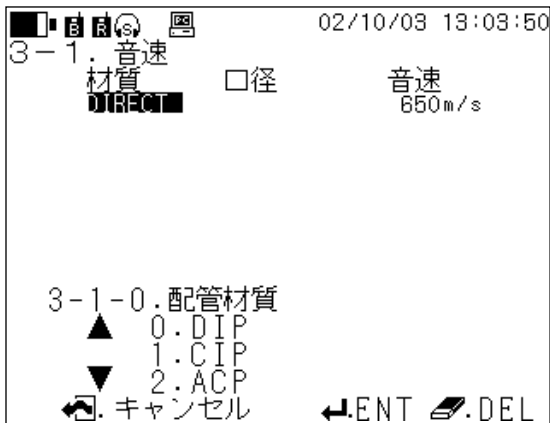 B R S 02/10/03 13:03:50
3-1. 音速
材質 口径 音速
DIRECT 650m/s
3-1-0.配管材質
▲ 0.DIP
1.CIP
▼ 2.ACP
.キャンセル .ENT .DEL